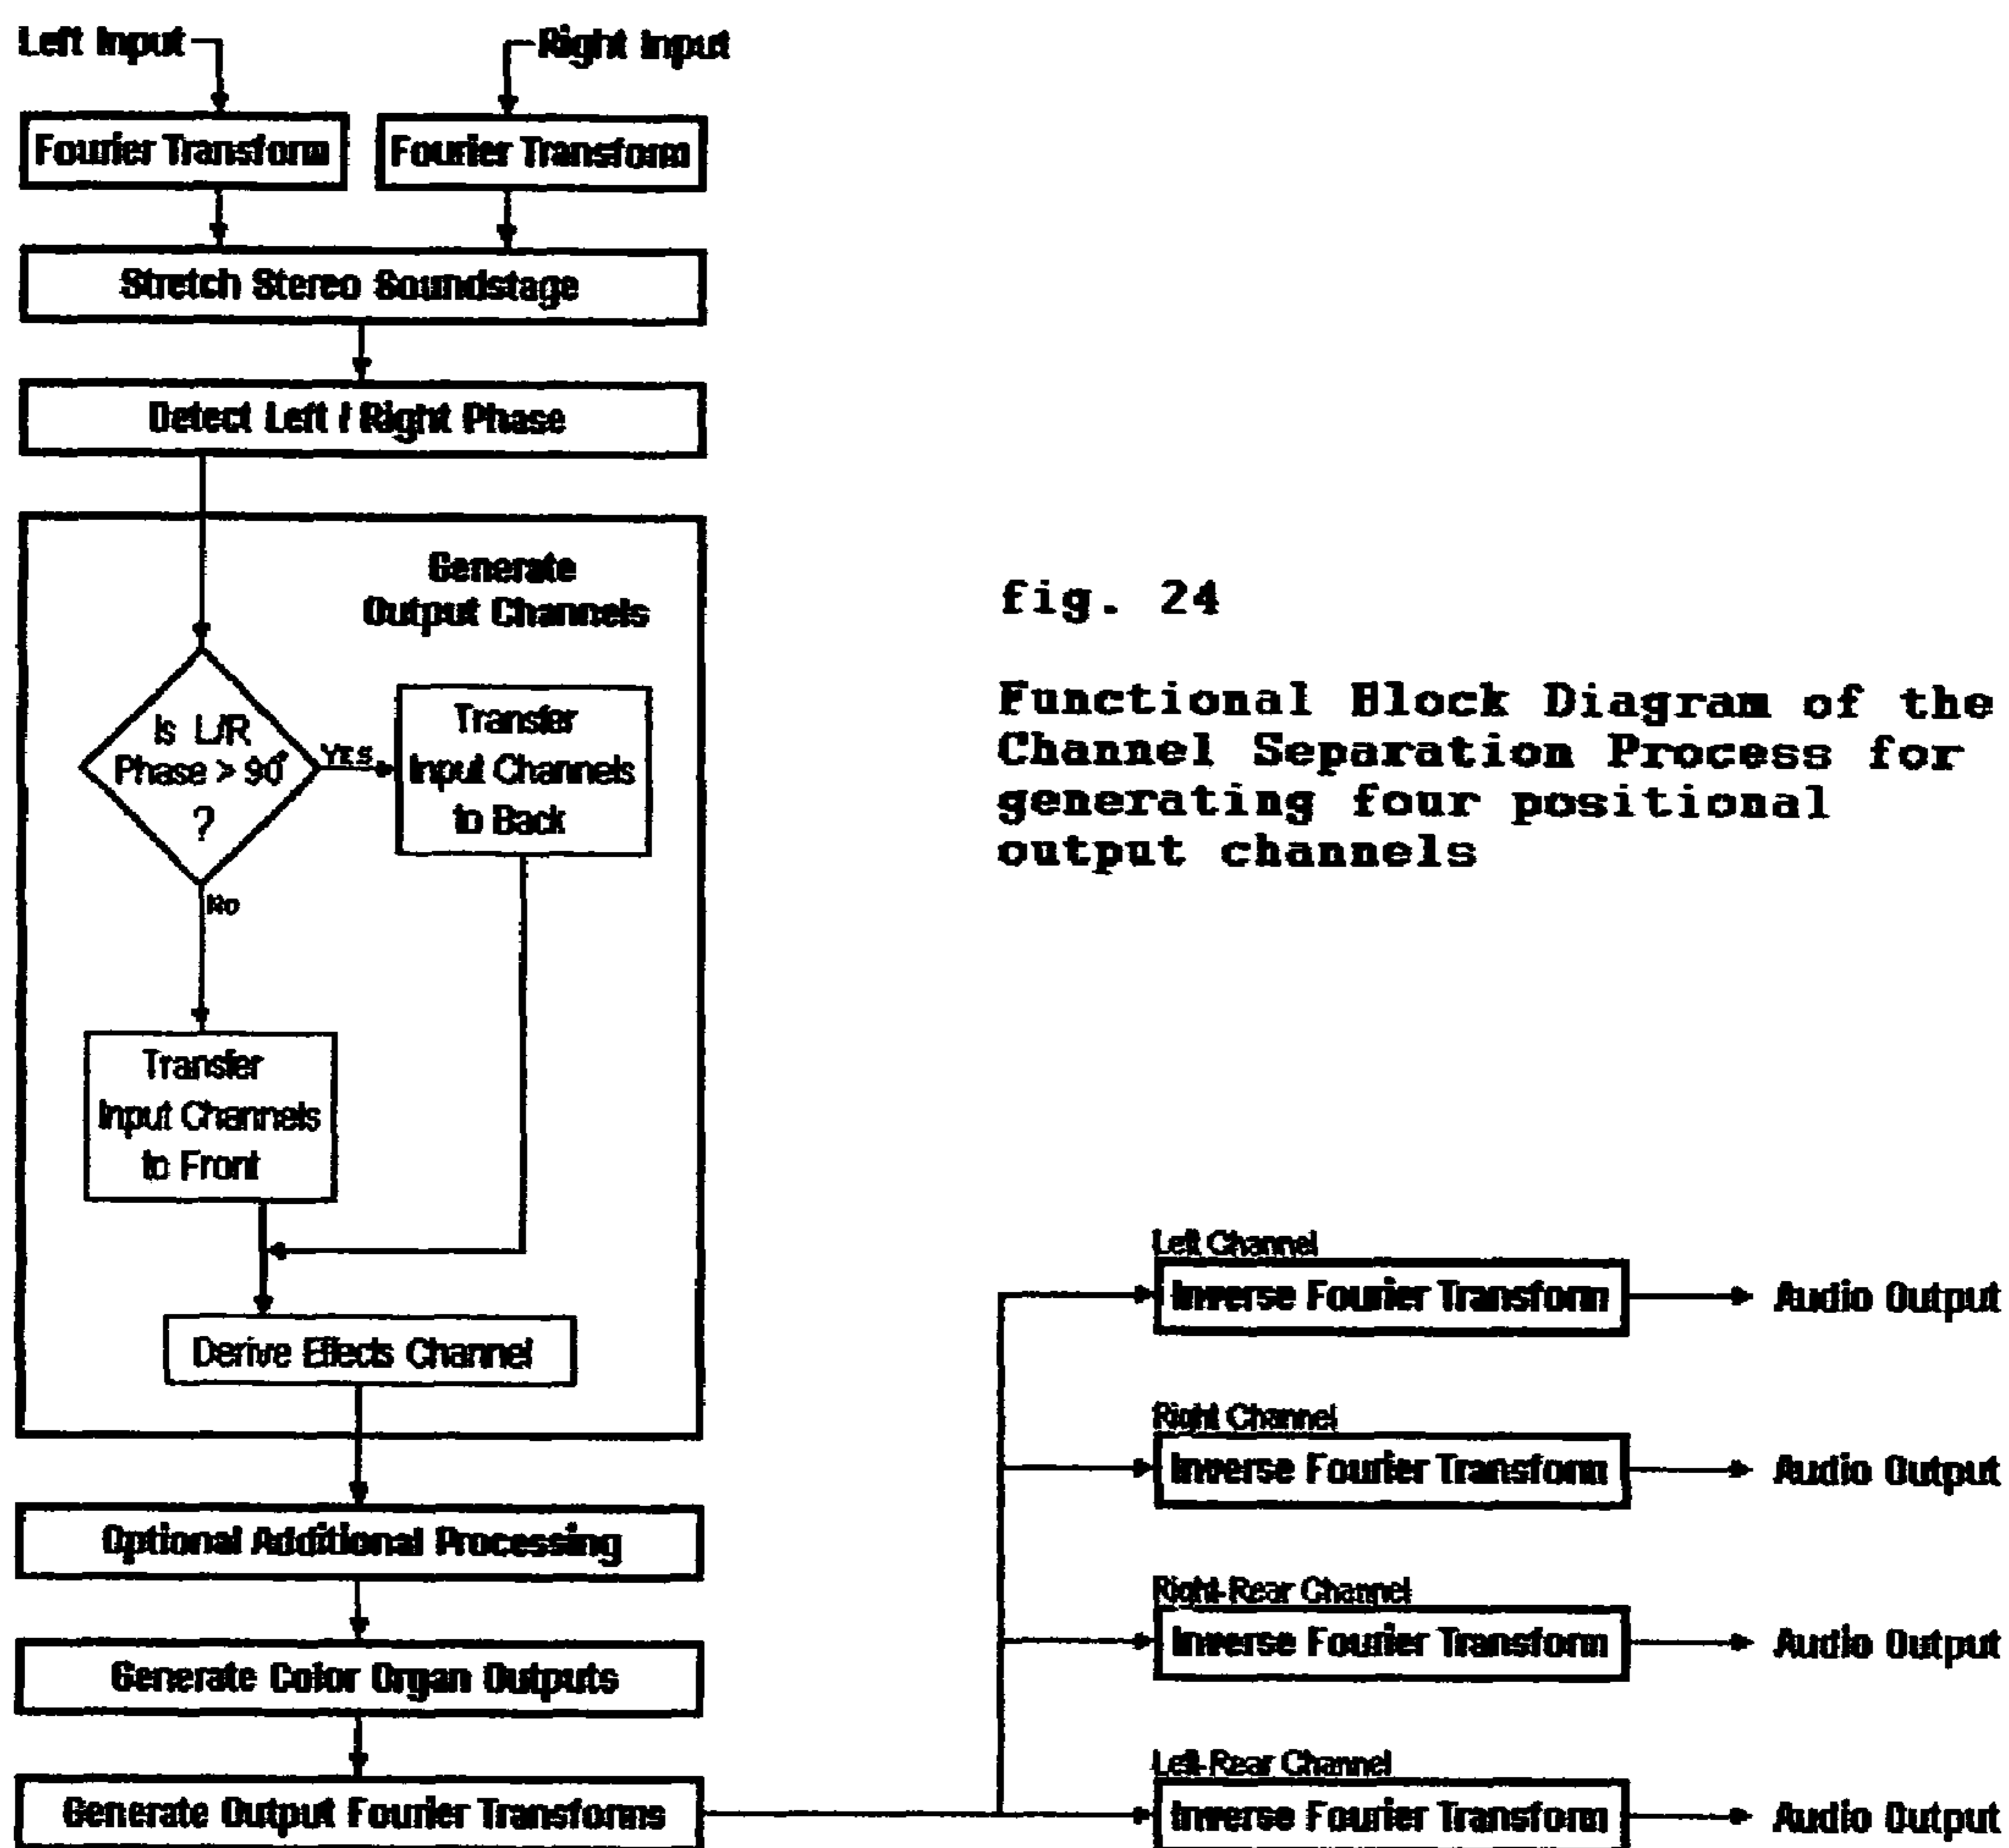 Left Input
Right Input
Fourier Transform
Fourier Transform
Stretch Stereo Soundstage
Detect Left / Right Phase
Generate
Output Channels
Is L/R
Phase > 90°
?
YES
Transfer
Input Channels
to Back
No
Transfer
Input Channels
to Front
Derive Effects Channel
Optional Additional Processing
Generate Color Organ Outputs
Generate Output Fourier Transforms
fig. 24
Functional Block Diagram of the
Channel Separation Process for
generating four positional
output channels
Left Channel
Inverse Fourier Transform
Audio Output
Right Channel
Inverse Fourier Transform
Audio Output
Right-Rear Channel
Inverse Fourier Transform
Audio Output
Left-Rear Channel
Inverse Fourier Transform
Audio Output